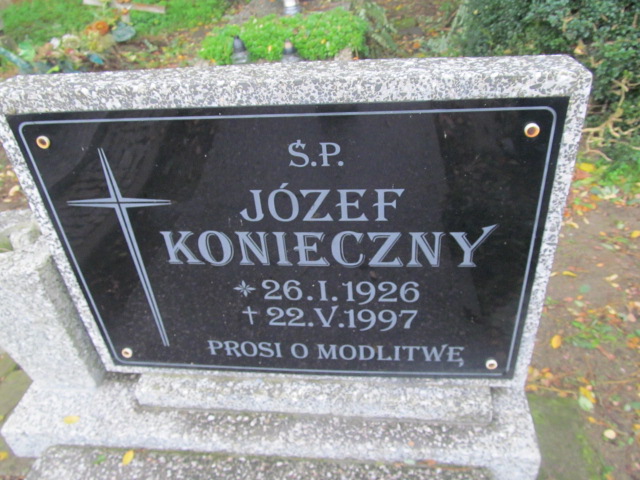 Ś.P.
JÓZEF
KONIECZNY
* 26.I.1926
† 22.V.1997
PROSI O MODLITWĘ